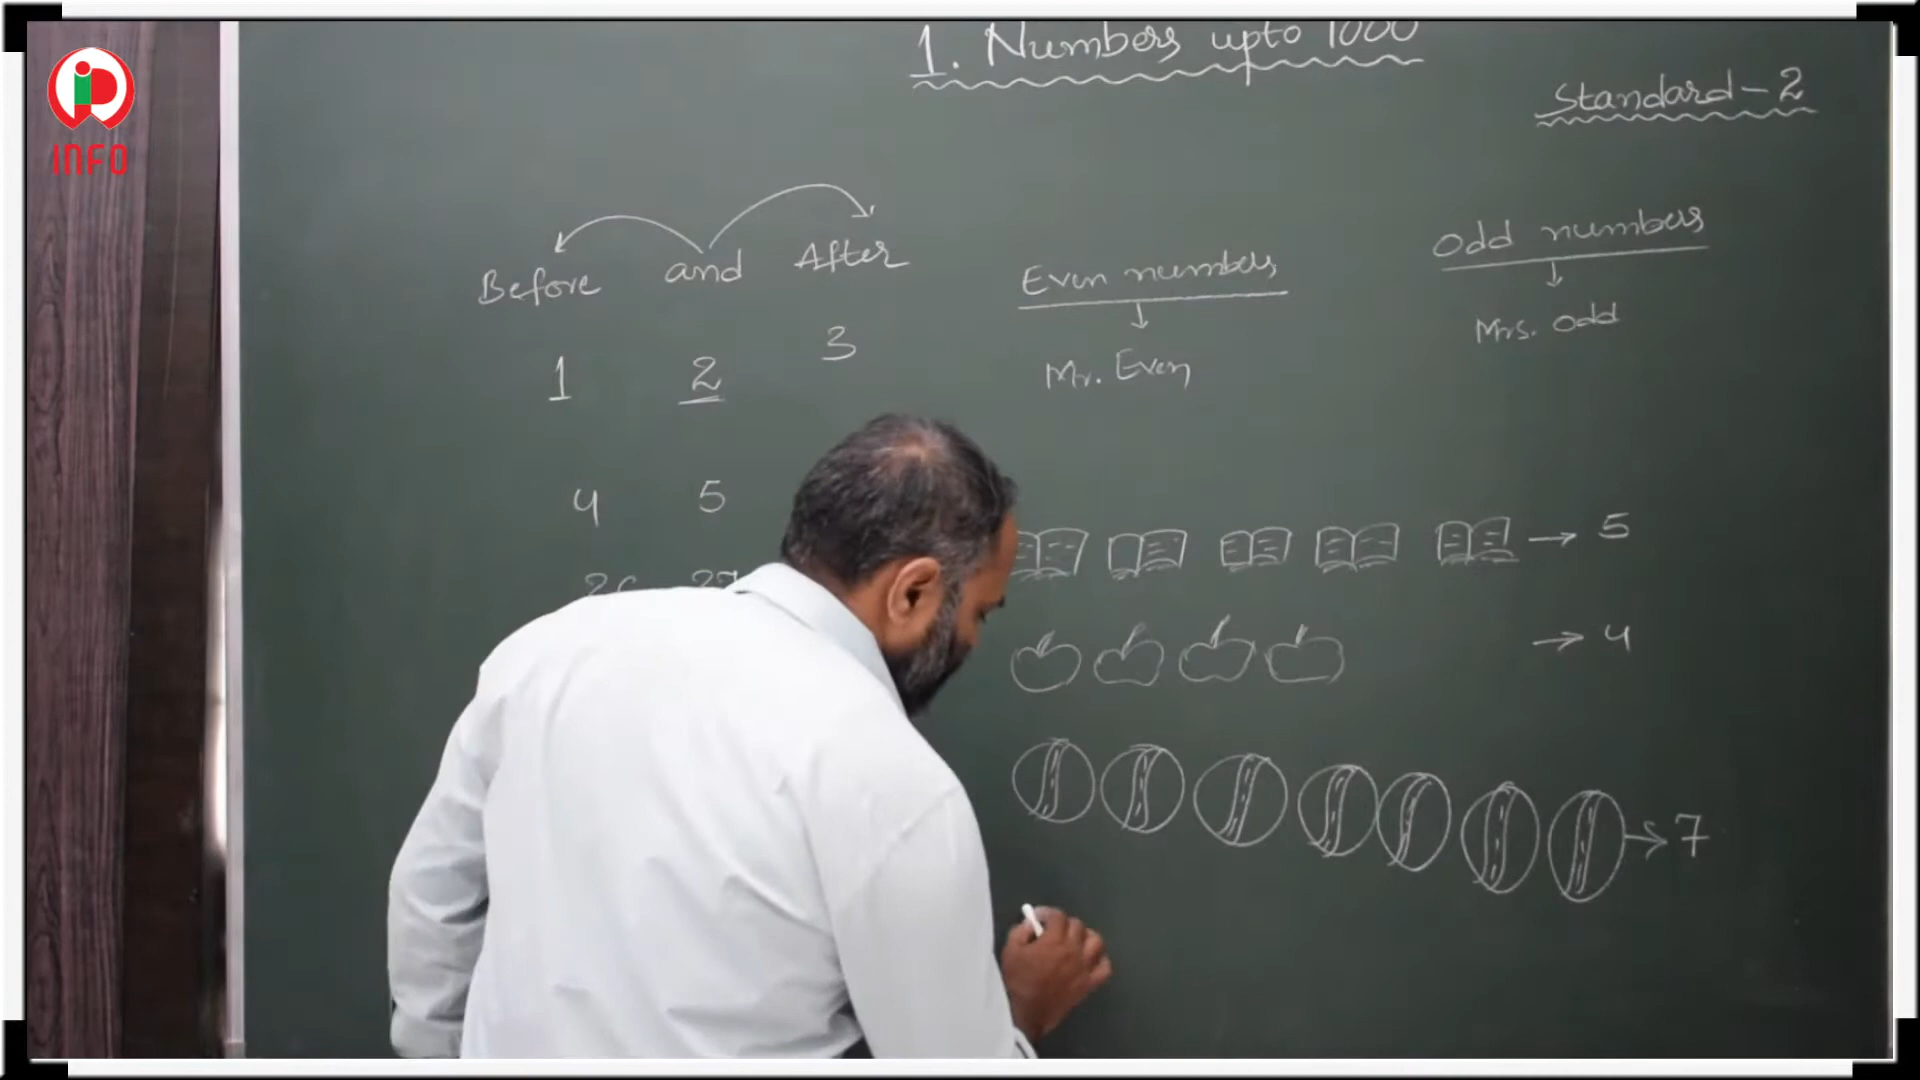 INFO
1. Numbers upto 1000
Standard-2
Before and After
1 2 3
4 5
Even numbers
Mr. Even
Odd numbers
Mrs. Odd
→ 5
→ 4
→ 7